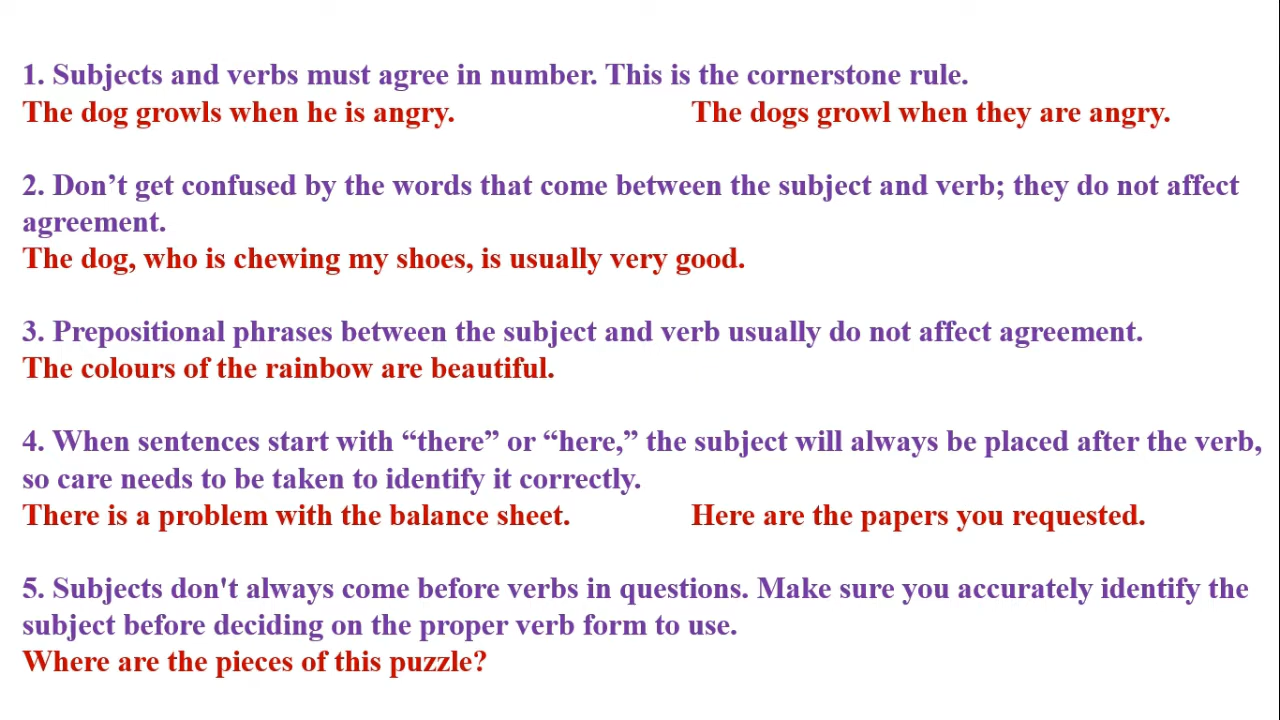 1. Subjects and verbs must agree in number. This is the cornerstone rule.
The dog growls when he is angry. The dogs growl when they are angry.
2. Don’t get confused by the words that come between the subject and verb; they do not affect
agreement.
The dog, who is chewing my shoes, is usually very good.
3. Prepositional phrases between the subject and verb usually do not affect agreement.
The colours of the rainbow are beautiful.
4. When sentences start with “there” or “here,” the subject will always be placed after the verb,
so care needs to be taken to identify it correctly.
There is a problem with the balance sheet. Here are the papers you requested.
5. Subjects don't always come before verbs in questions. Make sure you accurately identify the
subject before deciding on the proper verb form to use.
Where are the pieces of this puzzle?